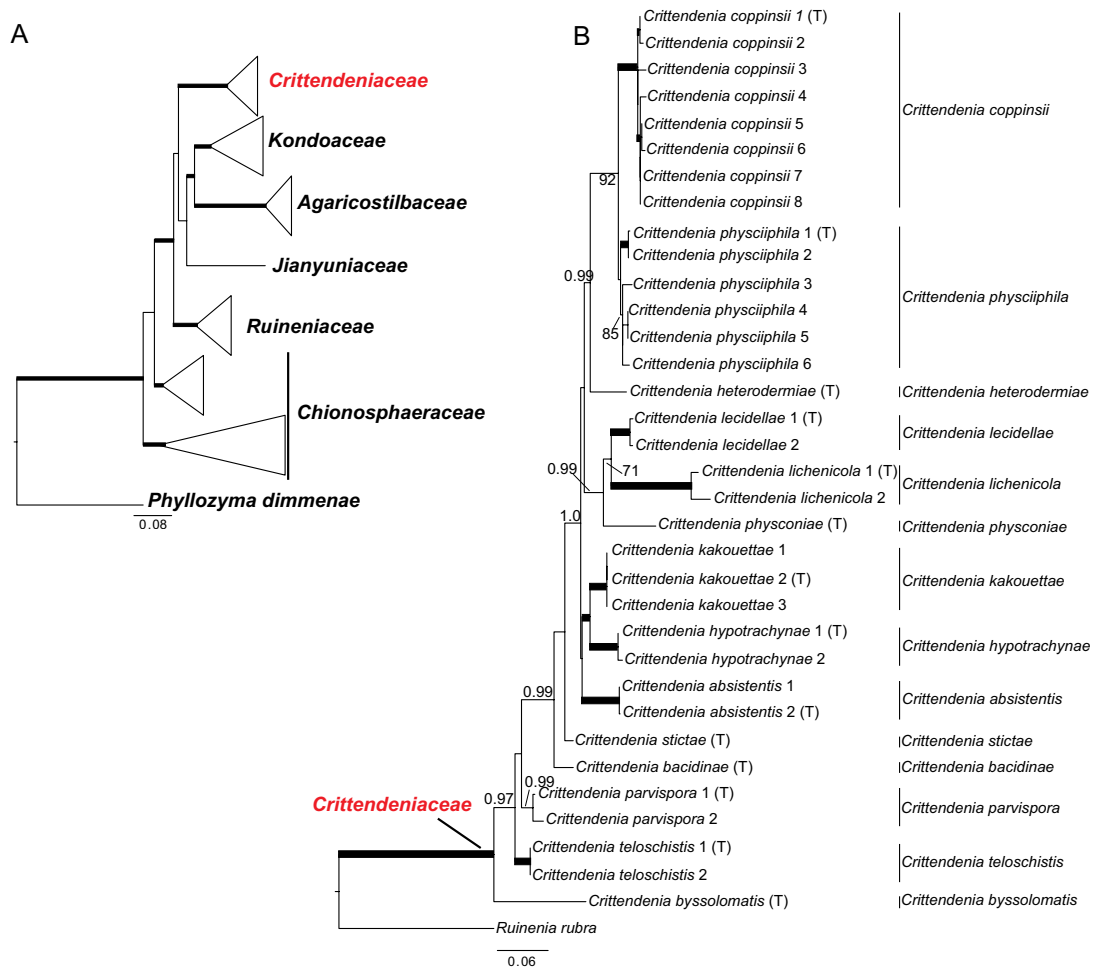 A
Crittendeniaceae
Kondoaceae
Agaricostilbaceae
Jianyuniaceae
Ruineniaceae
Chionosphaeraceae
Phyllozyma dimmenae
0.08
B
Crittendenia coppinsii 1 (T)
Crittendenia coppinsii 2
Crittendenia coppinsii 3
Crittendenia coppinsii 4
Crittendenia coppinsii 5
Crittendenia coppinsii 6
Crittendenia coppinsii 7
Crittendenia coppinsii 8
Crittendenia coppinsii
92
Crittendenia physciiphila 1 (T)
Crittendenia physciiphila 2
Crittendenia physciiphila 3
Crittendenia physciiphila 4
Crittendenia physciiphila 5
Crittendenia physciiphila 6
Crittendenia physciiphila
0.99
85
Crittendenia heterodermiae (T)
Crittendenia heterodermiae
Crittendenia lecidellae 1 (T)
Crittendenia lecidellae 2
Crittendenia lecidellae
0.99
71
Crittendenia lichenicola 1 (T)
Crittendenia lichenicola 2
Crittendenia lichenicola
1.0
Crittendenia physconiae (T)
Crittendenia physconiae
Crittendenia kakouettae 1
Crittendenia kakouettae 2 (T)
Crittendenia kakouettae 3
Crittendenia kakouettae
Crittendenia hypotrachynae 1 (T)
Crittendenia hypotrachynae 2
Crittendenia hypotrachynae
Crittendenia absistentis 1
Crittendenia absistentis 2 (T)
Crittendenia absistentis
0.99
Crittendenia stictae (T)
Crittendenia stictae
Crittendenia bacidinae (T)
Crittendenia bacidinae
0.97
0.99
Crittendenia parvispora 1 (T)
Crittendenia parvispora 2
Crittendenia parvispora
Crittendeniaceae
Crittendenia teloschistis 1 (T)
Crittendenia teloschistis 2
Crittendenia teloschistis
Crittendenia byssolomatis (T)
Crittendenia byssolomatis
Ruinenia rubra
0.06